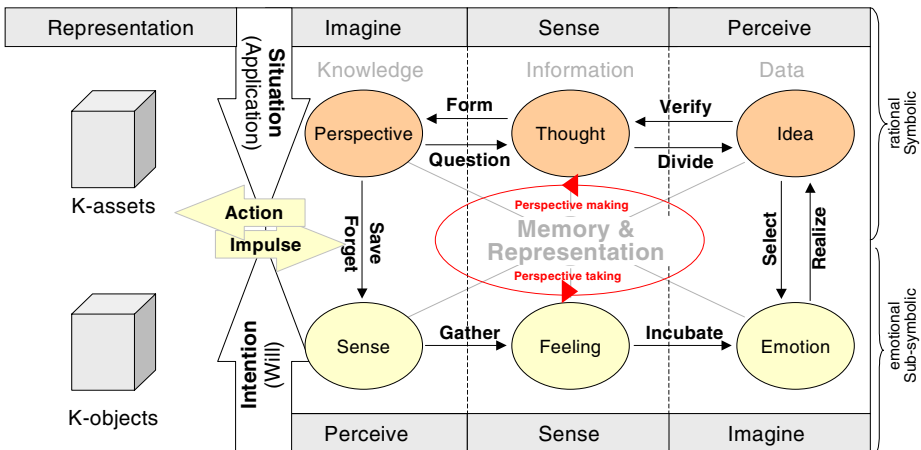 Representation
Imagine
Sense
Perceive
Situation
(Application)
Knowledge
Information
Data
Form
Verify
Perspective
Thought
Idea
Question
Divide
rational
Symbolic
K-assets
Action
Impulse
Save
Forget
Perspective making
Memory &
Representation
Perspective taking
Select
Realize
Intention
(Will)
Sense
Gather
Feeling
Incubate
Emotion
emotional
Sub-symbolic
K-objects
Perceive
Sense
Imagine